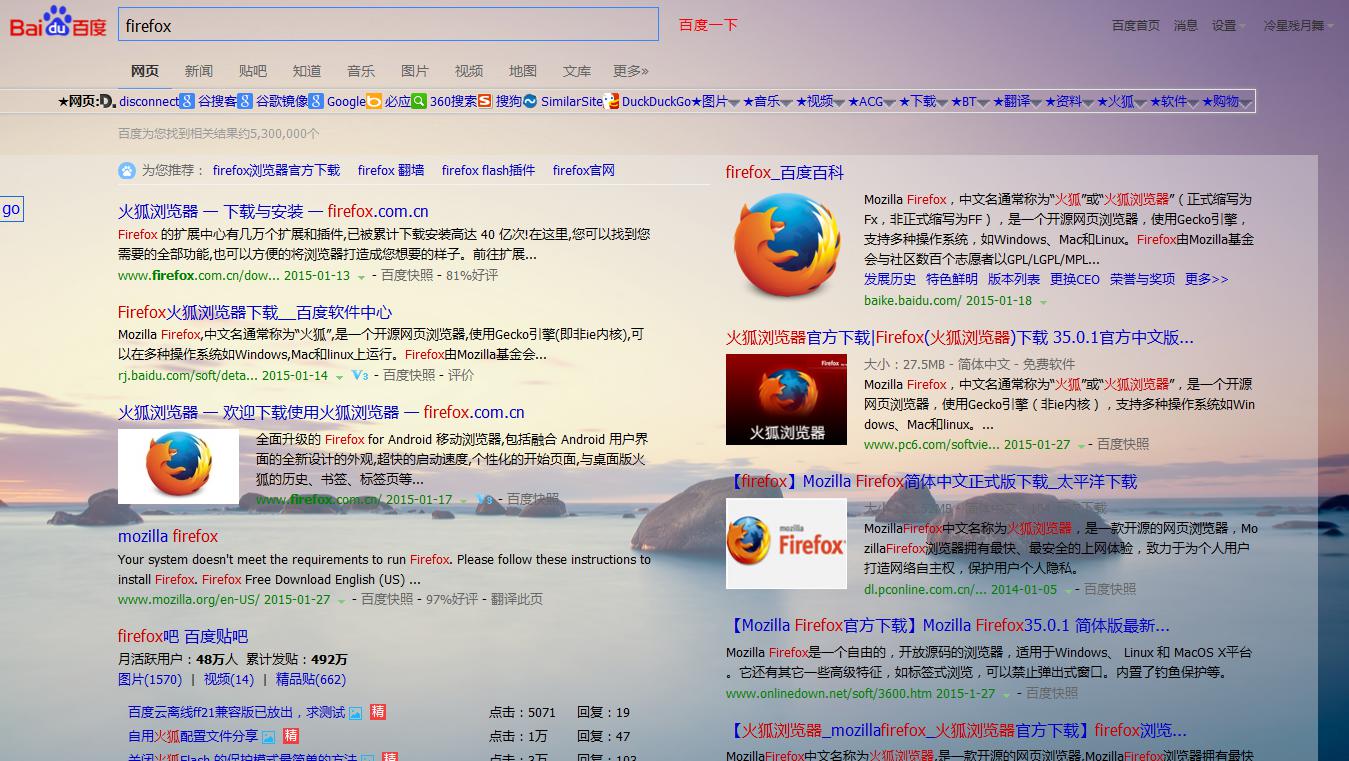 Bai du 百度 firefox 百度一下 百度首页 消息 设置 冷星残月舞
网页 新闻 贴吧 知道 音乐 图片 视频 地图 文库 更多»
★网页:D. disconnect 谷搜客 谷歌镜像 Google 必应 360搜索 搜狗 SimilarSite DuckDuckGo ★图片 ★音乐 ★视频 ★ACG ★下载 ★BT ★翻译 ★资料 ★火狐 ★软件 ★购物
百度为您找到相关结果约5,300,000个
go
为您推荐： firefox浏览器官方下载 firefox 翻墙 firefox flash插件 firefox官网
火狐浏览器 — 下载与安装 — firefox.com.cn
Firefox 的扩展中心有几万个扩展和插件,已被累计下载安装高达 40 亿次!在这里,您可以找到您
需要的全部功能,也可以方便的将浏览器打造成您想要的样子。前往扩展...
www.firefox.com.cn/dow... 2015-01-13 - 百度快照 - 81%好评
Firefox火狐浏览器下载__百度软件中心
Mozilla Firefox,中文名通常称为“火狐”,是一个开源网页浏览器,使用Gecko引擎(即非ie内核),可
以在多种操作系统如Windows,Mac和linux上运行。Firefox由Mozilla基金会...
rj.baidu.com/soft/deta... 2015-01-14 V3 - 百度快照 - 评价
火狐浏览器 — 欢迎下载使用火狐浏览器 — firefox.com.cn
全面升级的 Firefox for Android 移动浏览器,包括融合 Android 用户界
面的全新设计的外观,超快的启动速度,个性化的开始页面,与桌面版火
狐的历史、书签、标签页等...
www.firefox.com.cn/ 2015-01-17 V3 - 百度快照
mozilla firefox
Your system doesn't meet the requirements to run Firefox. Please follow these instructions to
install Firefox. Firefox Free Download English (US) ...
www.mozilla.org/en-US/ 2015-01-27 - 百度快照 - 97%好评 - 翻译此页
firefox吧 百度贴吧
月活跃用户：48万人 累计发贴：492万
图片(1570) | 视频(14) | 精品贴(662)
百度云离线ff21兼容版已放出，求测试 精 点击：5071 回复：19
自用火狐配置文件分享 精 点击：1万 回复：47
关闭火狐Flash 的保护模式最简单的方法 精 点击：3万 回复：103
firefox_百度百科
Mozilla Firefox，中文名通常称为“火狐”或“火狐浏览器”（正式缩写为
Fx，非正式缩写为FF），是一个开源网页浏览器，使用Gecko引擎，
支持多种操作系统，如Windows、Mac和Linux。Firefox由Mozilla基金
会与社区数百个志愿者以GPL/LGPL/MPL...
发展历史 特色鲜明 版本列表 更换CEO 荣誉与奖项 更多>>
baike.baidu.com/ 2015-01-18
火狐浏览器官方下载|Firefox(火狐浏览器)下载 35.0.1官方中文版...
Firefox
火狐浏览器
大小：27.5MB - 简体中文 - 免费软件
Mozilla Firefox，中文名通常称为“火狐”或“火狐浏览器”，是一个开源
网页浏览器，使用Gecko引擎（非ie内核），支持多种操作系统如Win
dows、Mac和linux。...
www.pc6.com/softvie... 2015-01-27 - 百度快照
【firefox】Mozilla Firefox简体中文正式版下载_太平洋下载
mozilla
Firefox
MozillaFirefox中文名称为火狐浏览器，是一款开源的网页浏览器，Mo
zillaFirefox浏览器拥有最快、最安全的上网体验，致力于为个人用户
打造网络自主权，保护用户个人隐私。
dl.pconline.com.cn/... 2014-01-05 - 百度快照
【Mozilla Firefox官方下载】Mozilla Firefox35.0.1 简体版最新...
Mozilla Firefox是一个自由的，开放源码的浏览器，适用于Windows、 Linux 和 MacOS X平台
。它还有其它一些高级特征，如标签式浏览，可以禁止弹出式窗口。内置了钓鱼保护等。
www.onlinedown.net/soft/3600.htm 2015-1-27 - 百度快照
【火狐浏览器_mozillafirefox_火狐浏览器官方下载】firefox浏览...
MozillaFirefox中文名称为火狐浏览器,是一款开源的网页浏览器,MozillaFirefox浏览器拥有最快